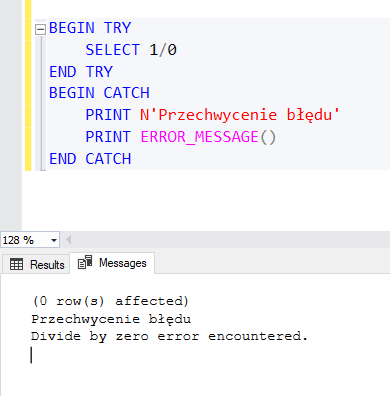 BEGIN TRY
SELECT 1/0
END TRY
BEGIN CATCH
PRINT N'Przechwycenie błędu'
PRINT ERROR_MESSAGE()
END CATCH
128 %
Results Messages
(0 row(s) affected)
Przechwycenie błędu
Divide by zero error encountered.